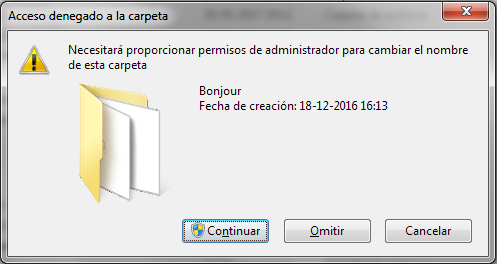 Acceso denegado a la carpeta
Necesitará proporcionar permisos de administrador para cambiar el nombre
de esta carpeta
Bonjour
Fecha de creación: 18-12-2016 16:13
Continuar
Omitir
Cancelar